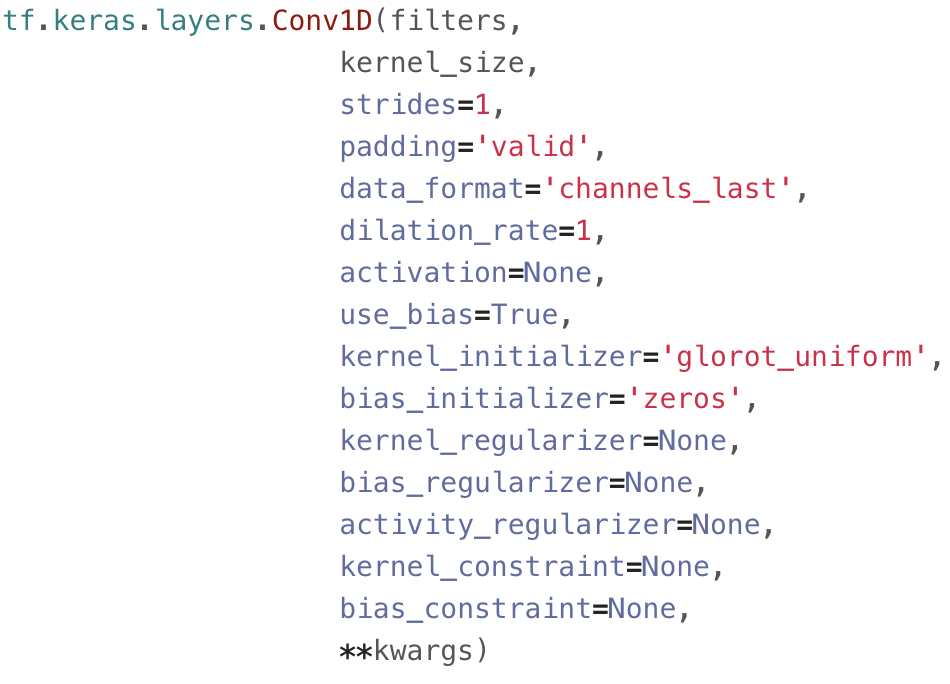 tf.keras.layers.Conv1D(filters,
kernel_size,
strides=1,
padding='valid',
data_format='channels_last',
dilation_rate=1,
activation=None,
use_bias=True,
kernel_initializer='glorot_uniform',
bias_initializer='zeros',
kernel_regularizer=None,
bias_regularizer=None,
activity_regularizer=None,
kernel_constraint=None,
bias_constraint=None,
**kwargs)